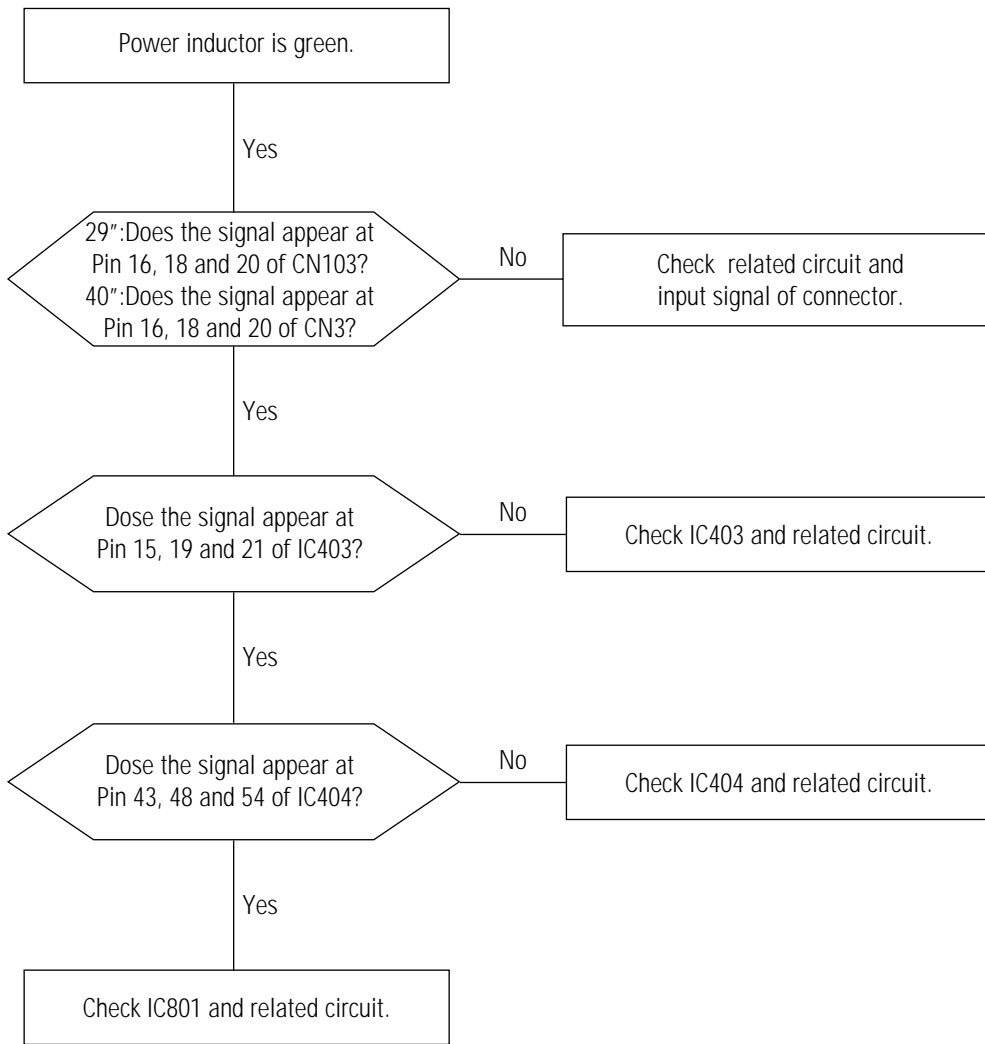 Power inductor is green.
Yes
29":Does the signal appear at
Pin 16, 18 and 20 of CN103?
40":Does the signal appear at
Pin 16, 18 and 20 of CN3?
No
Check related circuit and
input signal of connector.
Yes
Dose the signal appear at
Pin 15, 19 and 21 of IC403?
No
Check IC403 and related circuit.
Yes
Dose the signal appear at
Pin 43, 48 and 54 of IC404?
No
Check IC404 and related circuit.
Yes
Check IC801 and related circuit.